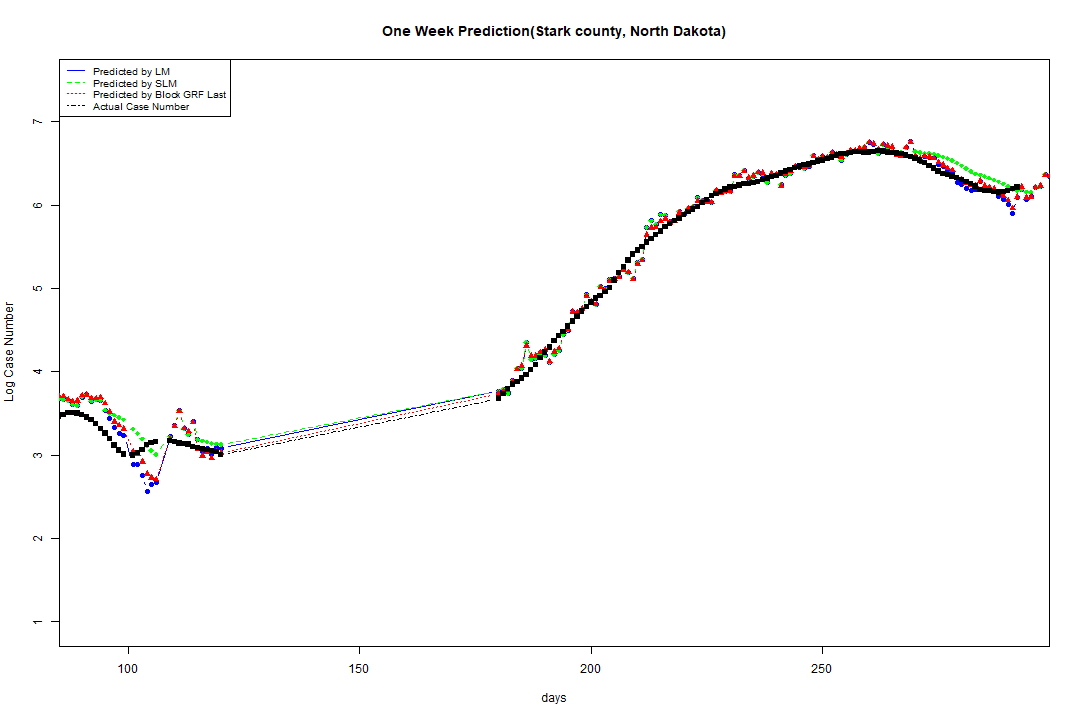 One Week Prediction(Stark county, North Dakota)
Predicted by LM
Predicted by SLM
Predicted by Block GRF Last
Actual Case Number
Log Case Number
7
6
5
4
3
2
1
100 150 200 250
days